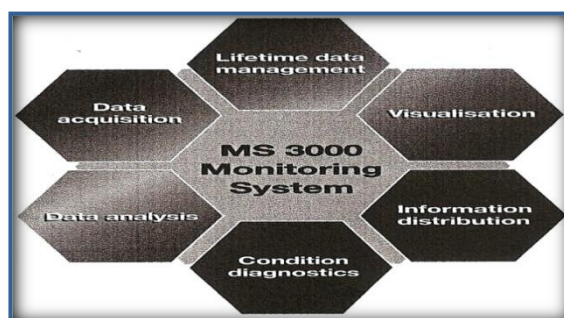 Lifetime data
management
Data
acquisition
Visualisation
MS 3000
Monitoring
System
Data analysis
Information
distribution
Condition
diagnostics